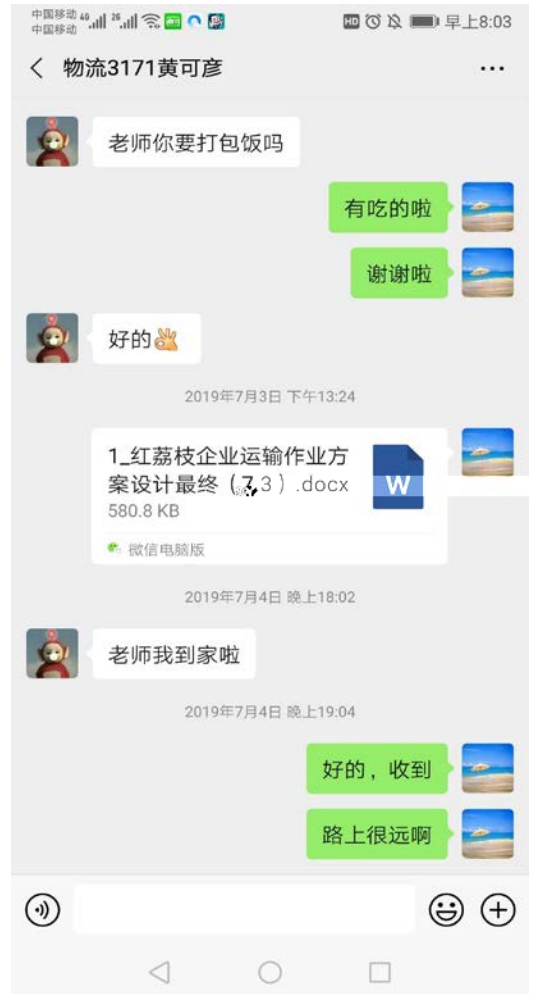 中国移动 4G 2G HD 早上8:03
中国移动
物流3171黄可彦
老师你要打包饭吗
有吃的啦
谢谢啦
好的
2019年7月3日 下午13:24
1_红荔枝企业运输作业方
案设计最终（7.3）.docx
W
580.8 KB
微信电脑版
2019年7月4日 晚上18:02
老师我到家啦
2019年7月4日 晚上19:04
好的，收到
路上很远啊